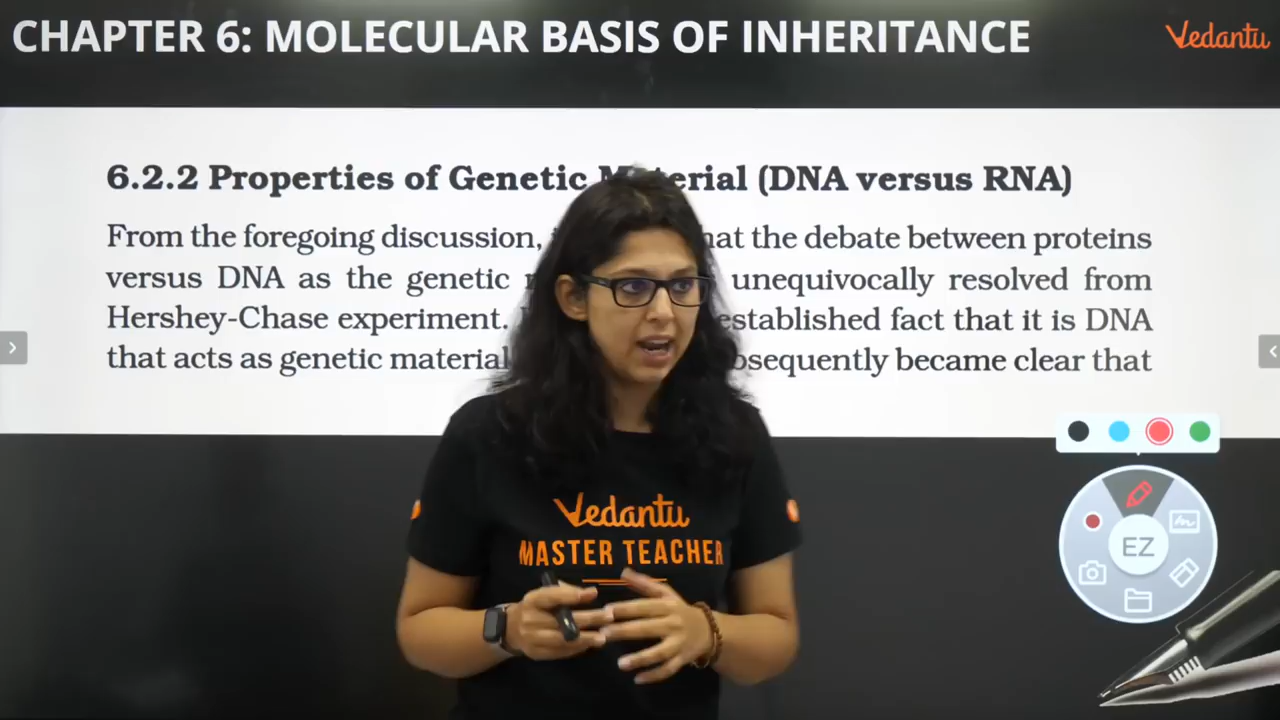 CHAPTER 6: MOLECULAR BASIS OF INHERITANCE
Vedantu
6.2.2 Properties of Genetic Material (DNA versus RNA)
From the foregoing discussion, hat the debate between proteins
versus DNA as the genetic unequivocally resolved from
Hershey-Chase experiment. established fact that it is DNA
that acts as genetic material bsequently became clear that
EZ
Vedantu
MASTER TEACHER